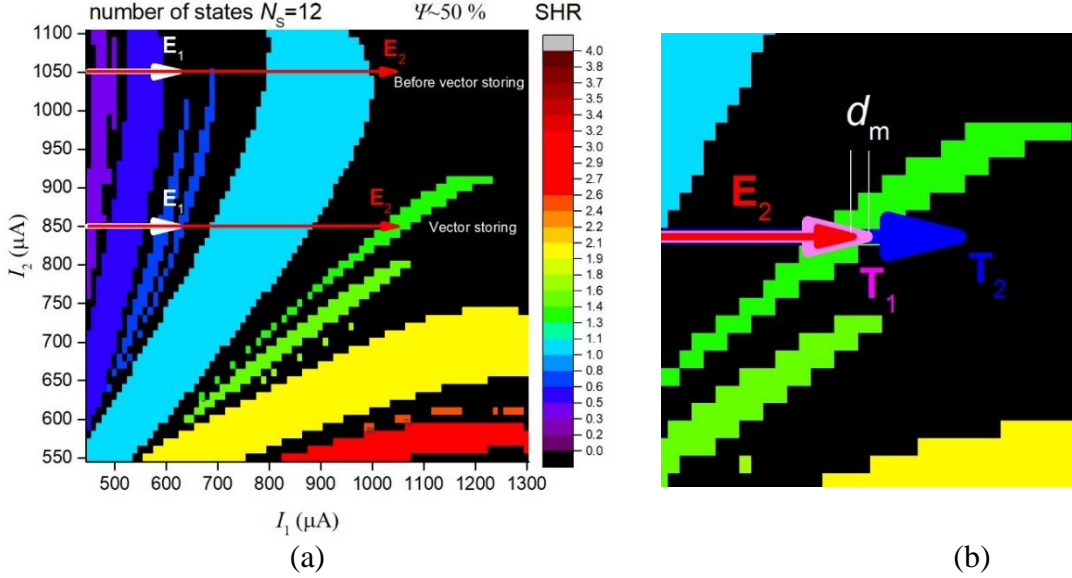 number of states N_S=12 Ψ~50 % SHR
1100
1050
1000
950
900
850
800
750
700
650
600
550
I_2 (μA)
E_1
E_2
Before vector storing
E_1
E_2
Vector storing
500 600 700 800 900 1000 1100 1200 1300
I_1 (μA)
4.0
3.9
3.8
3.7
3.4
3.2
3.1
2.9
2.7
2.6
2.4
2.2
2.1
1.9
1.8
1.6
1.4
1.3
1.1
1.0
0.8
0.6
0.5
0.3
0.2
0.0
d_m
E_2
T_1
T_2
(a) (b)